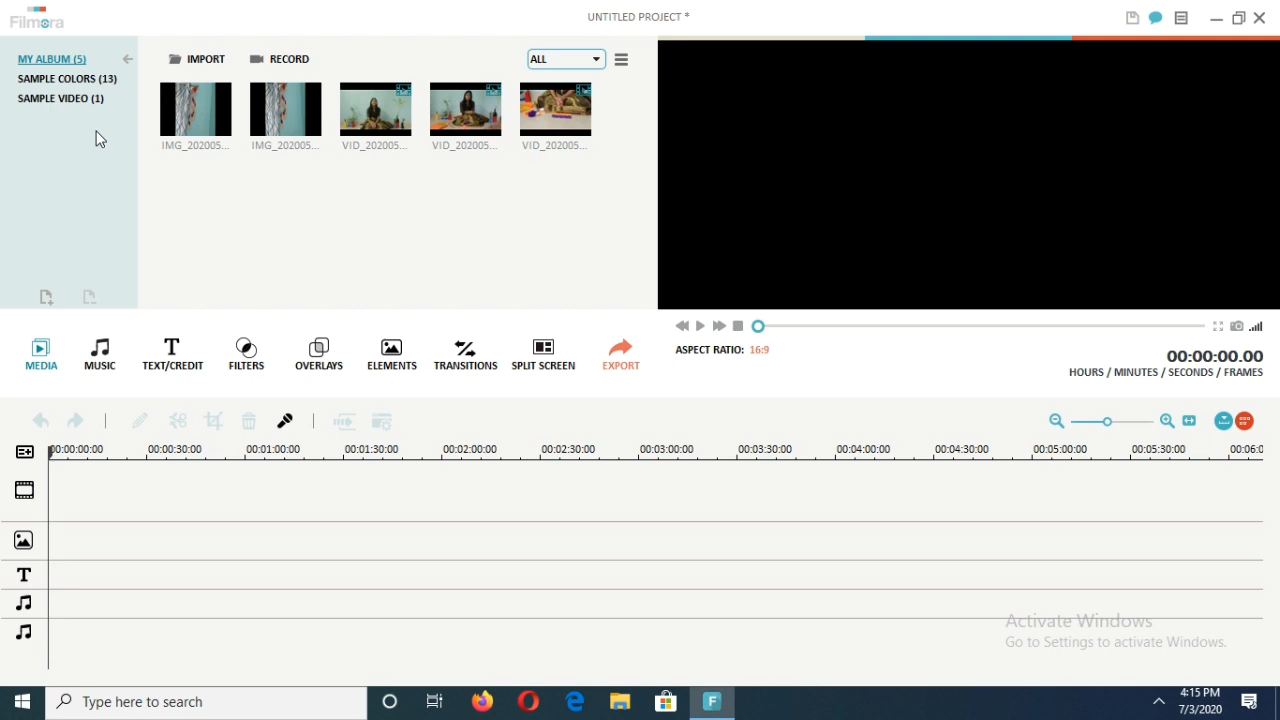 Filmora
UNTITLED PROJECT *
MY ALBUM (5)
SAMPLE COLORS (13)
SAMPLE VIDEO (1)
IMPORT
RECORD
ALL
IMG_202005...
IMG_202005...
VID_202005...
VID_202005...
VID_202005...
MEDIA
MUSIC
TEXT/CREDIT
FILTERS
OVERLAYS
ELEMENTS
TRANSITIONS
SPLIT SCREEN
EXPORT
ASPECT RATIO: 16:9
00:00:00.00
HOURS / MINUTES / SECONDS / FRAMES
00:00:00:00 00:00:30:00 00:01:00:00 00:01:30:00 00:02:00:00 00:02:30:00 00:03:00:00 00:03:30:00 00:04:00:00 00:04:30:00 00:05:00:00 00:05:30:00 00:06:0
T
Activate Windows
Go to Settings to activate Windows.
Type here to search
F
4:15 PM
7/3/2020